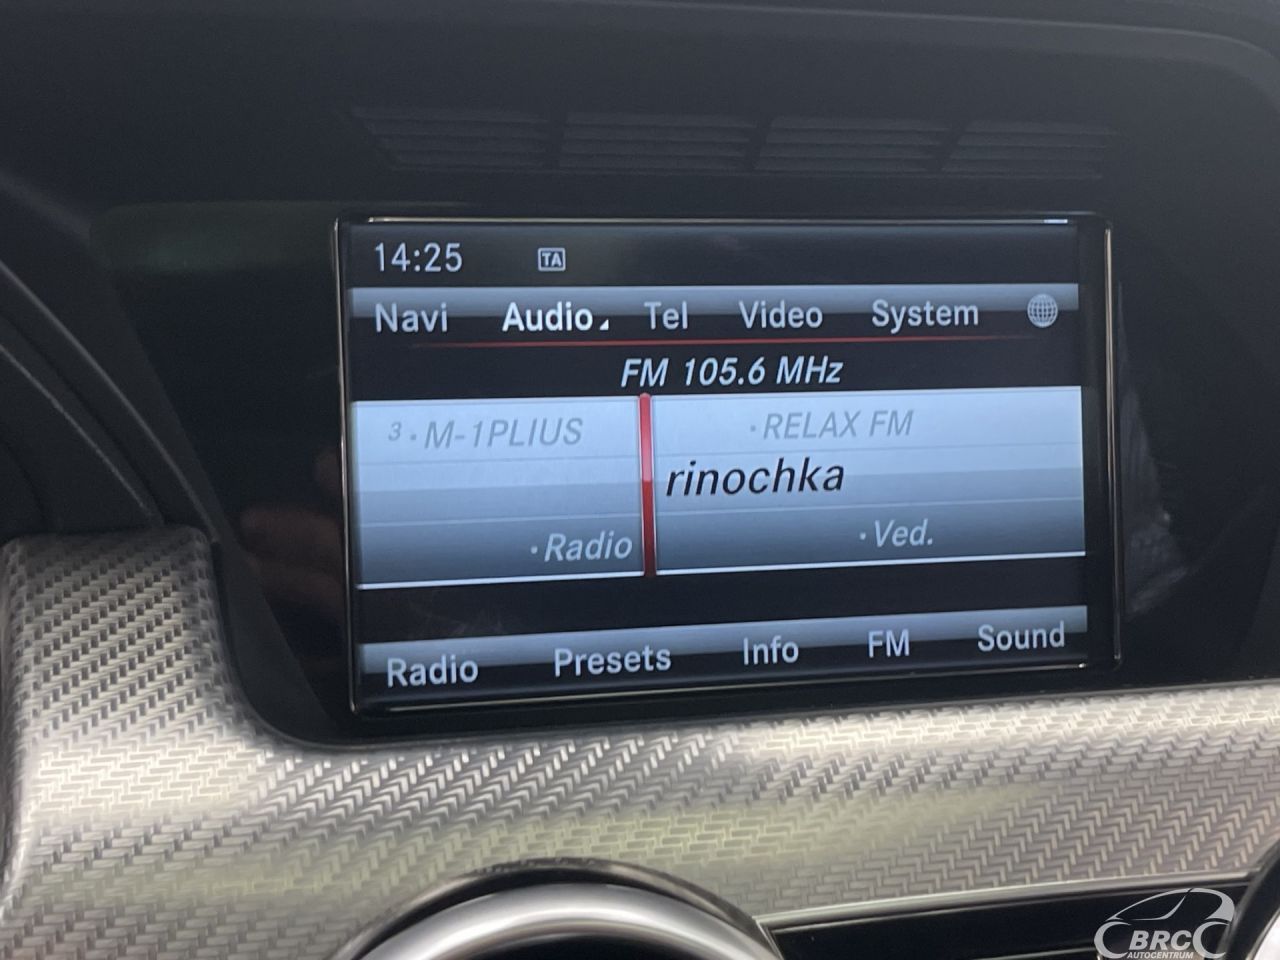 14:25 TA
Navi Audio Tel Video System
FM 105.6 MHz
3·M-1PLIUS ·RELAX FM
rinochka
·Radio ·Ved.
Radio Presets Info FM Sound
BRC
AUTOCENTRUM